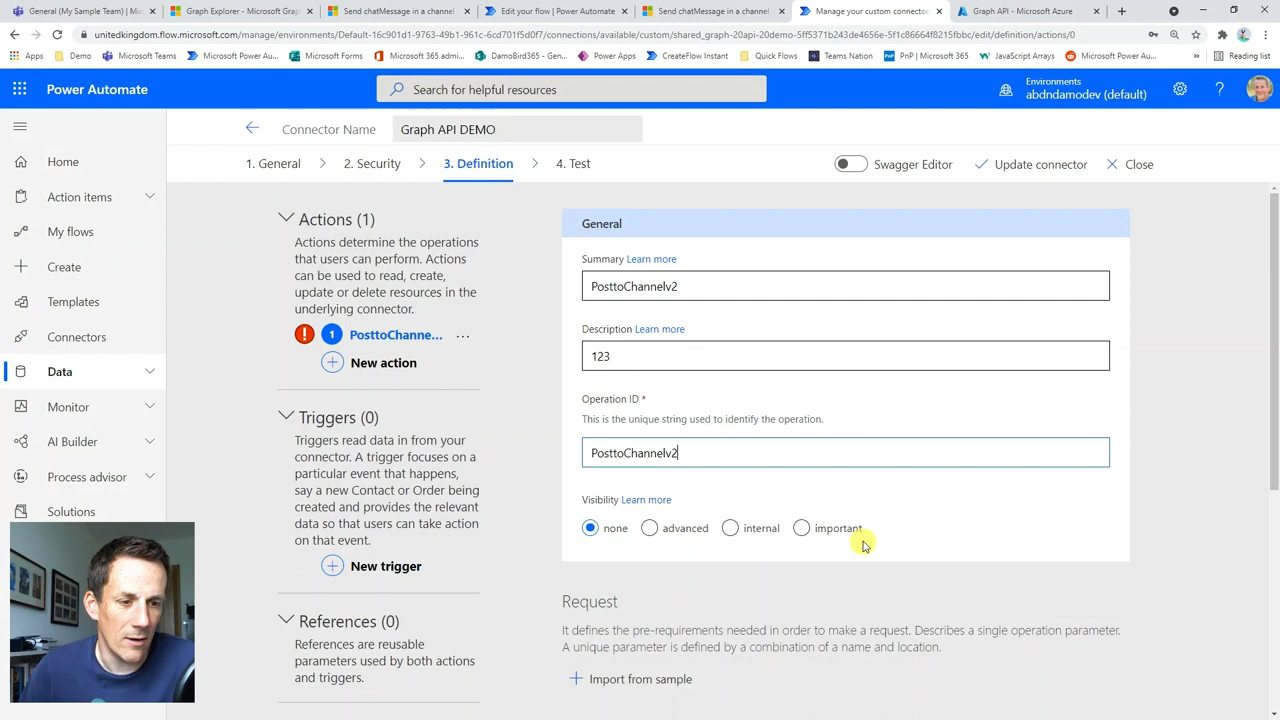 General (My Sample Team) | Micros
Graph Explorer - Microsoft Graph
Send chatMessage in a channel
Edit your flow | Power Automate
Send chatMessage in a channel
Manage your custom connectors
Graph API - Microsoft Azure
unitedkingdom.flow.microsoft.com/manage/environments/Default-16c901d1-9763-49b1-961c-6cd701f5d0f7/connections/available/custom/shared_graph-20api-20demo-5ff5371b243de4656e-5f1c86664f8215fbbc/edit/definition/actions/0
Apps
Demo
Microsoft Teams
Microsoft Power Au...
Microsoft Forms
Microsoft 365 admi...
DamoBird365 - Gen...
Power Apps
CreateFlow Instant
Quick Flows
Teams Nation
PnP | Microsoft 365
JavaScript Arrays
Microsoft Power Au...
Reading list
Power Automate
Search for helpful resources
Environments
abdndamodev (default)
Connector Name
Graph API DEMO
1. General
2. Security
3. Definition
4. Test
Swagger Editor
Update connector
Close
Home
Action items
My flows
Create
Templates
Connectors
Data
Monitor
AI Builder
Process advisor
Solutions
Actions (1)
Actions determine the operations
that users can perform. Actions
can be used to read, create,
update or delete resources in the
underlying connector.
1
PosttoChanne...
...
New action
Triggers (0)
Triggers read data in from your
connector. A trigger focuses on a
particular event that happens,
say a new Contact or Order being
created and provides the relevant
data so that users can take action
on that event.
New trigger
References (0)
References are reusable
parameters used by both actions
and triggers.
General
Summary Learn more
PosttoChannelv2
Description Learn more
123
Operation ID *
This is the unique string used to identify the operation.
PosttoChannelv2
Visibility Learn more
none
advanced
internal
important
Request
It defines the pre-requirements needed in order to make a request. Describes a single operation parameter.
A unique parameter is defined by a combination of a name and location.
Import from sample